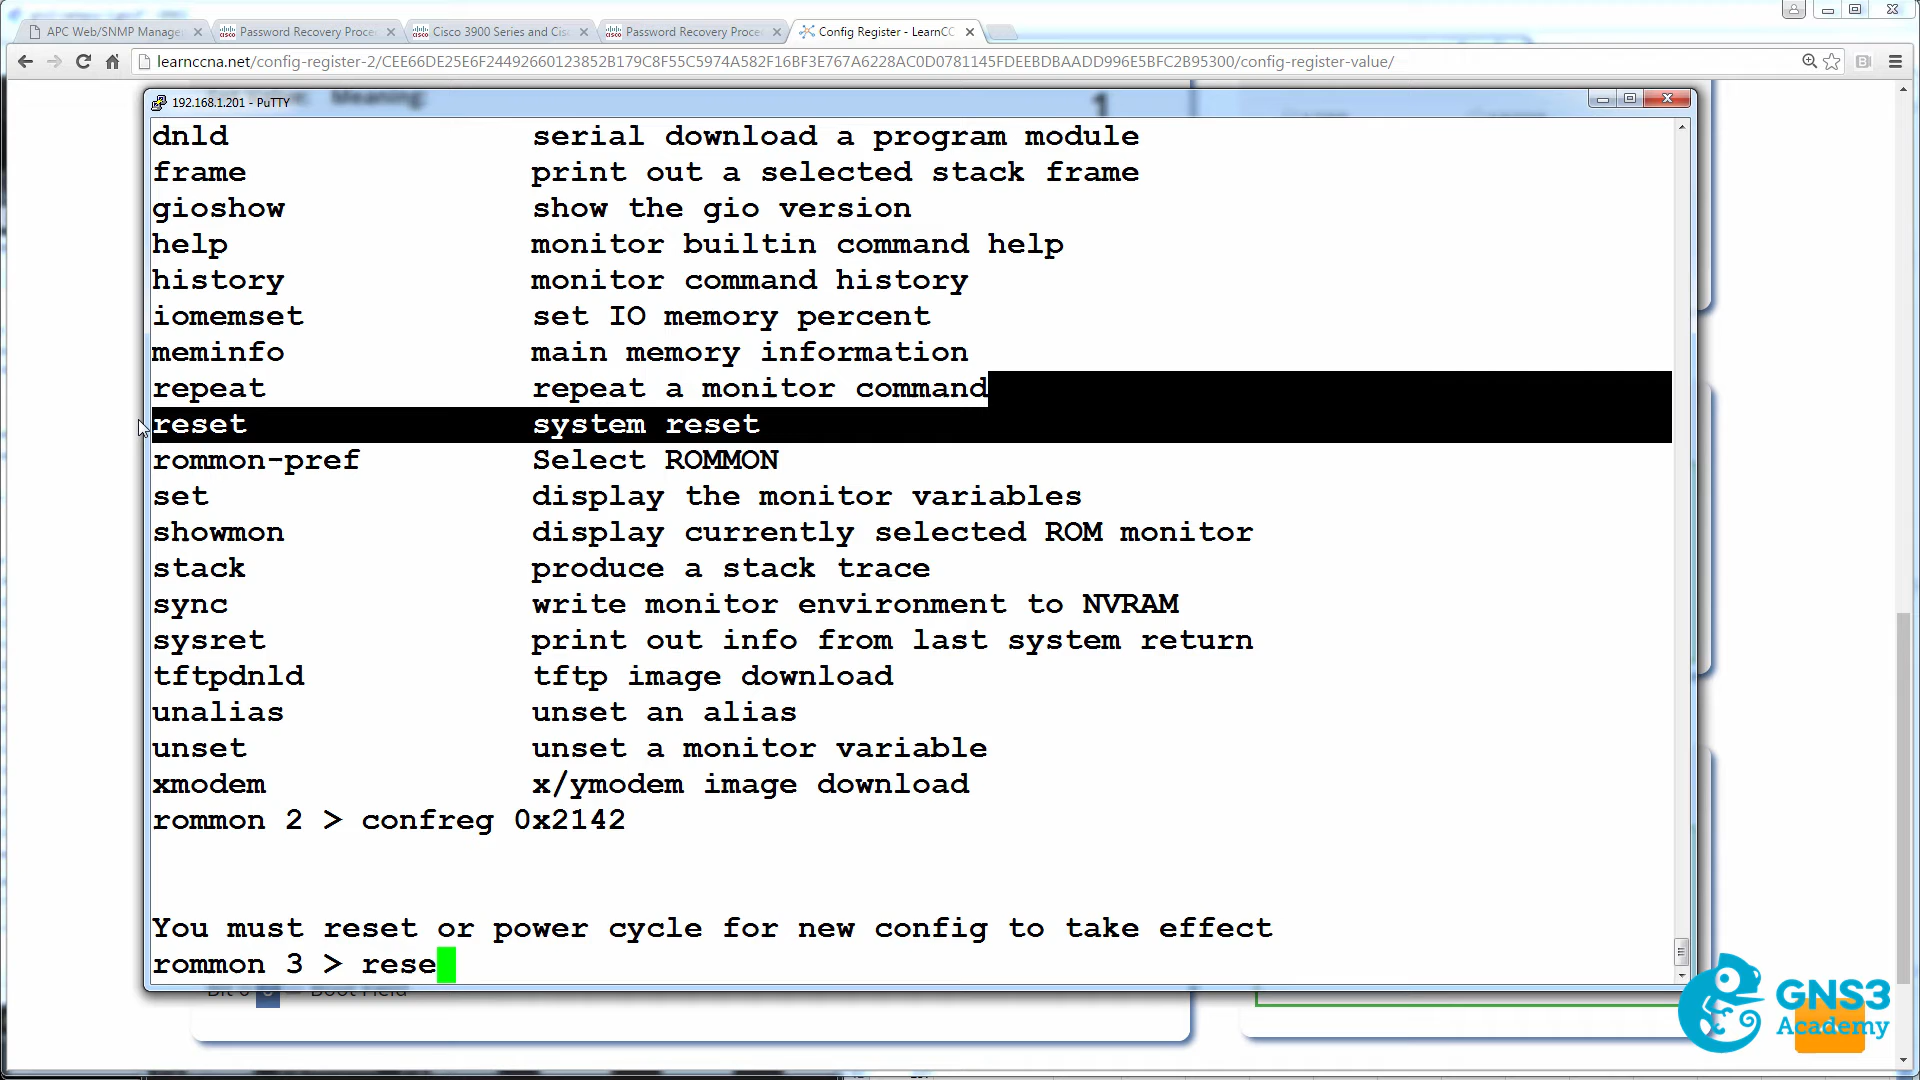 APC Web/SNMP Manage
Password Recovery Proce
Cisco 3900 Series and Cis
Password Recovery Proce
Config Register - LearnCC
learnccna.net/config-register-2/CEE66DE25E6F24492660123852B179C8F55C5974A582F16BF3E767A6228AC0D0781145FDEEBDBAADD996E5BFC2B95300/config-register-value/
Meaning:
1
192.168.1.201 - PuTTY
dnld serial download a program module
frame print out a selected stack frame
gioshow show the gio version
help monitor builtin command help
history monitor command history
iomemset set IO memory percent
meminfo main memory information
repeat repeat a monitor command
reset system reset
rommon-pref Select ROMMON
set display the monitor variables
showmon display currently selected ROM monitor
stack produce a stack trace
sync write monitor environment to NVRAM
sysret print out info from last system return
tftpdnld tftp image download
unalias unset an alias
unset unset a monitor variable
xmodem x/ymodem image download
rommon 2 > confreg 0x2142
You must reset or power cycle for new config to take effect
rommon 3 > rese
GNS3
Academy